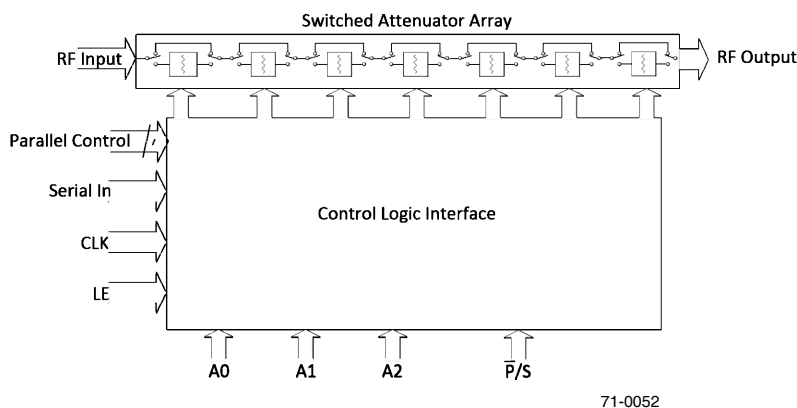 Switched Attenuator Array
RF Input
RF Output
Parallel Control
Serial In
CLK
Control Logic Interface
LE
A0 A1 A2 P̅/S
71-0052